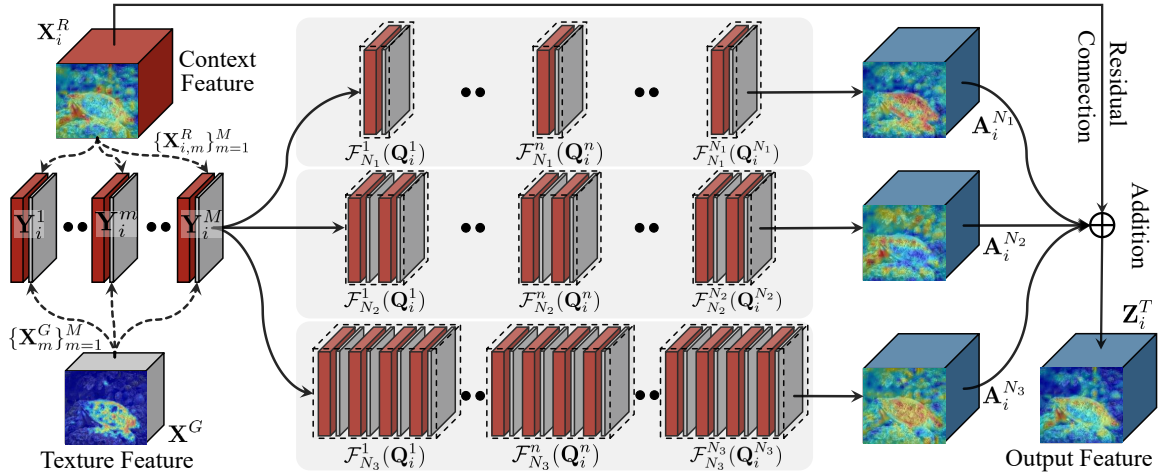 X_i^R
Context
Feature
{X_{i,m}^R}_{m=1}^M
Y_i^1
Y_i^m
Y_i^M
{X_m^G}_{m=1}^M
X^G
Texture Feature
F_{N_1}^1(Q_i^1)
F_{N_1}^n(Q_i^n)
F_{N_1}^{N_1}(Q_i^{N_1})
F_{N_2}^1(Q_i^1)
F_{N_2}^n(Q_i^n)
F_{N_2}^{N_2}(Q_i^{N_2})
F_{N_3}^1(Q_i^1)
F_{N_3}^n(Q_i^n)
F_{N_3}^{N_3}(Q_i^{N_3})
A_i^{N_1}
A_i^{N_2}
A_i^{N_3}
Residual
Connection
Addition
Z_i^T
Output Feature